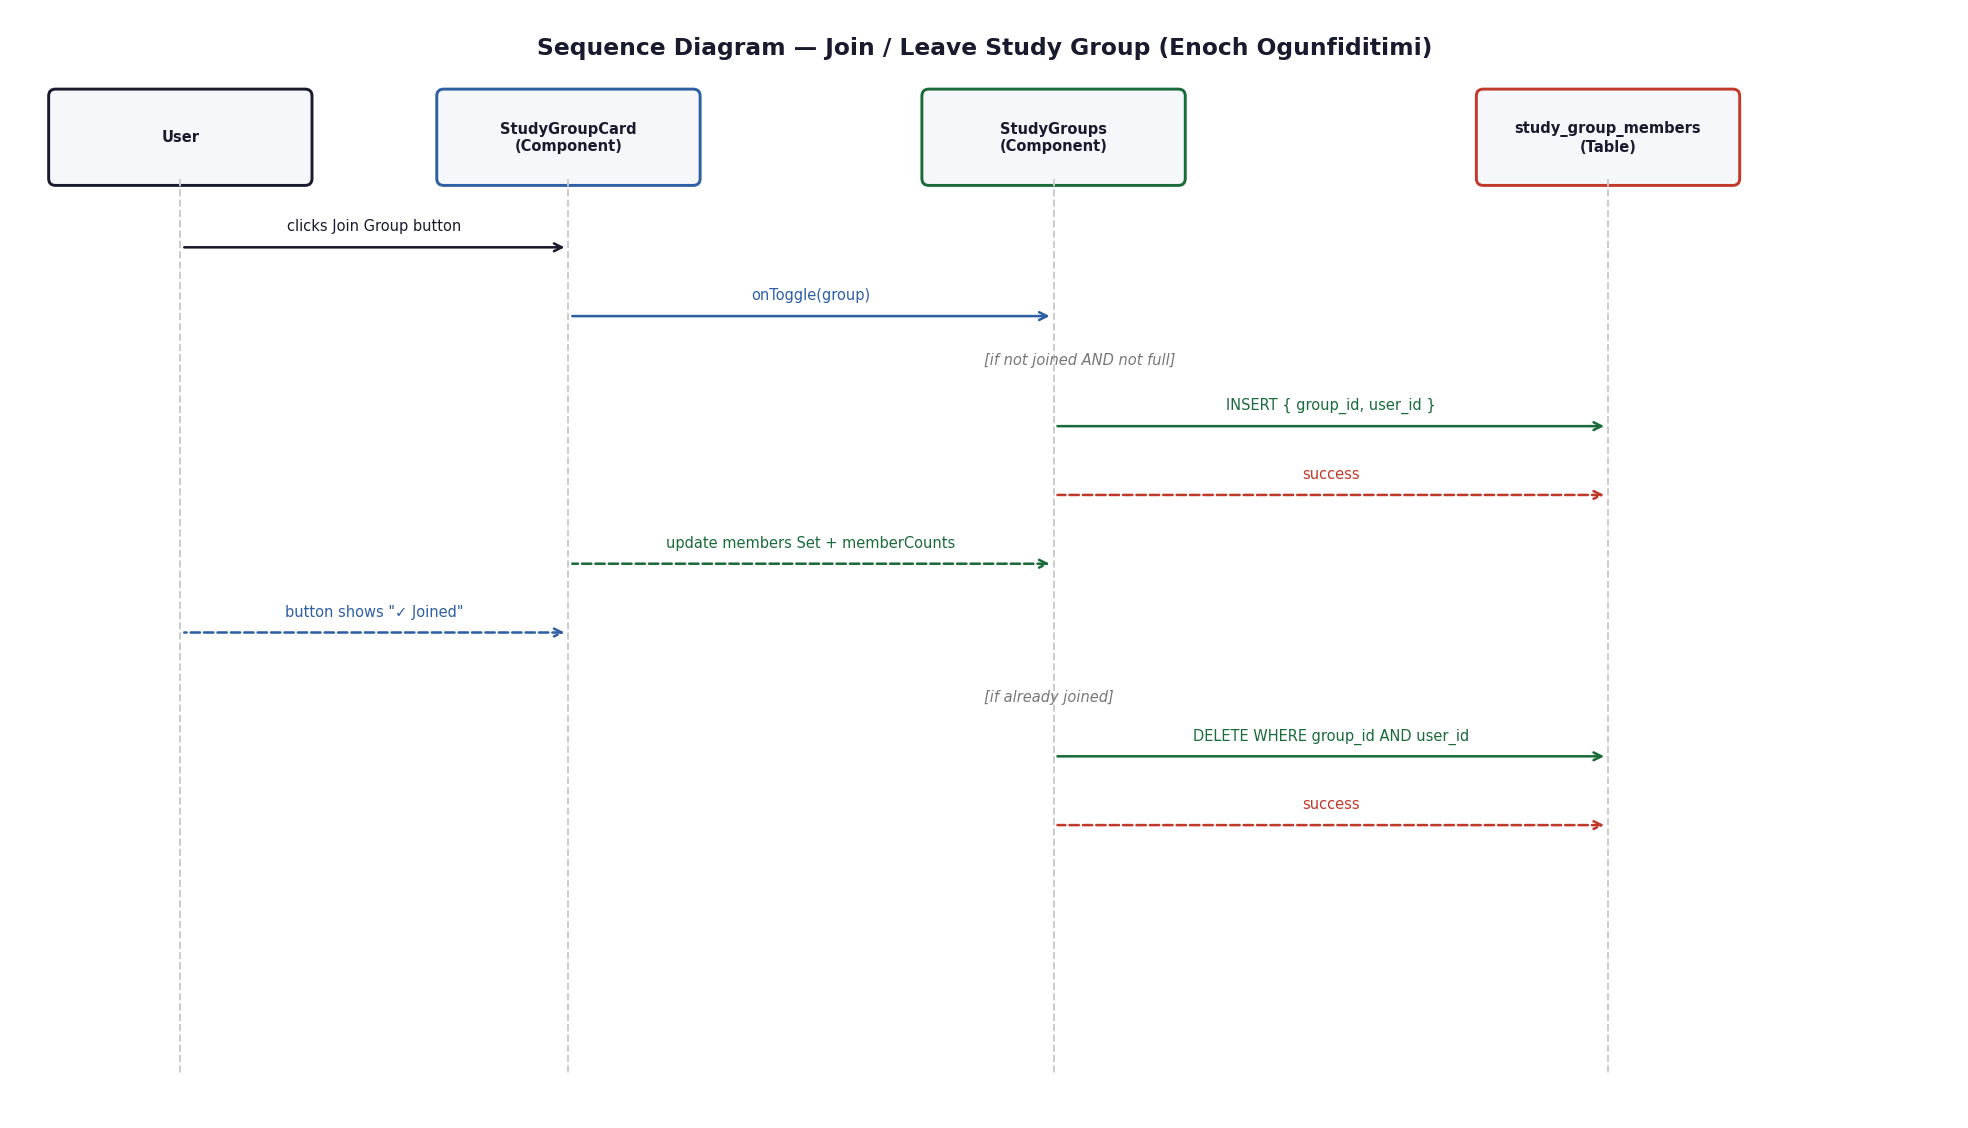 Sequence Diagram — Join / Leave Study Group (Enoch Ogunfiditimi)
User
StudyGroupCard
(Component)
StudyGroups
(Component)
study_group_members
(Table)
clicks Join Group button
onToggle(group)
[if not joined AND not full]
INSERT { group_id, user_id }
success
update members Set + memberCounts
button shows "✓ Joined"
[if already joined]
DELETE WHERE group_id AND user_id
success